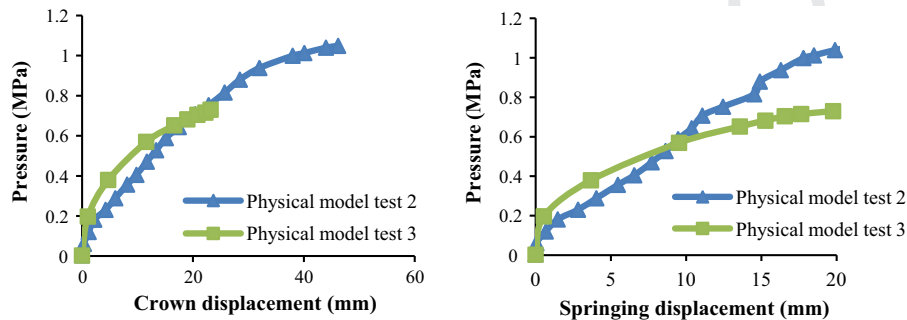 1.2
1
0.8
0.6
0.4
0.2
0
Pressure (MPa)
Physical model test 2
Physical model test 3
0 20 40 60
Crown displacement (mm)
1.2
1
0.8
0.6
0.4
0.2
0
Pressure (MPa)
Physical model test 2
Physical model test 3
0 5 10 15 20
Springing displacement (mm)